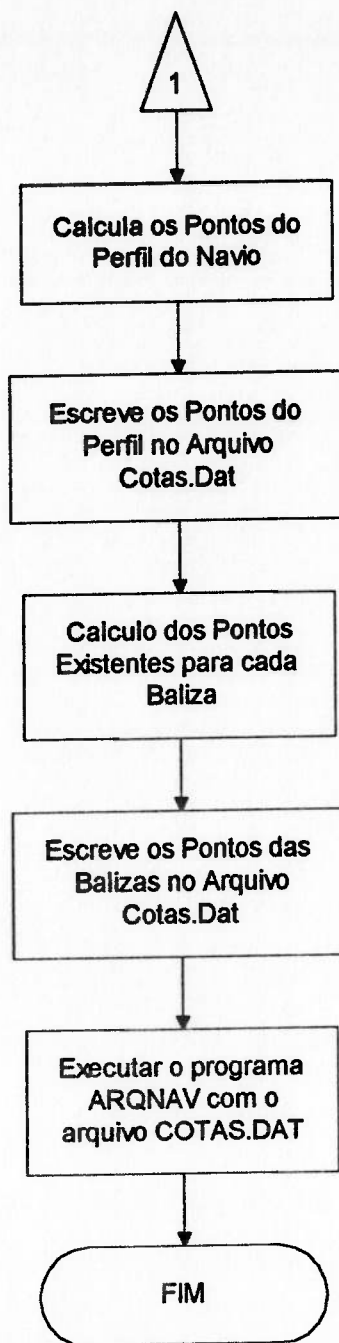 1
Calcula os Pontos do
Perfil do Navio
Escreve os Pontos do
Perfil no Arquivo
Cotas.Dat
Calculo dos Pontos
Existentes para cada
Baliza
Escreve os Pontos das
Balizas no Arquivo
Cotas.Dat
Executar o programa
ARQNAV com o
arquivo COTAS.DAT
FIM